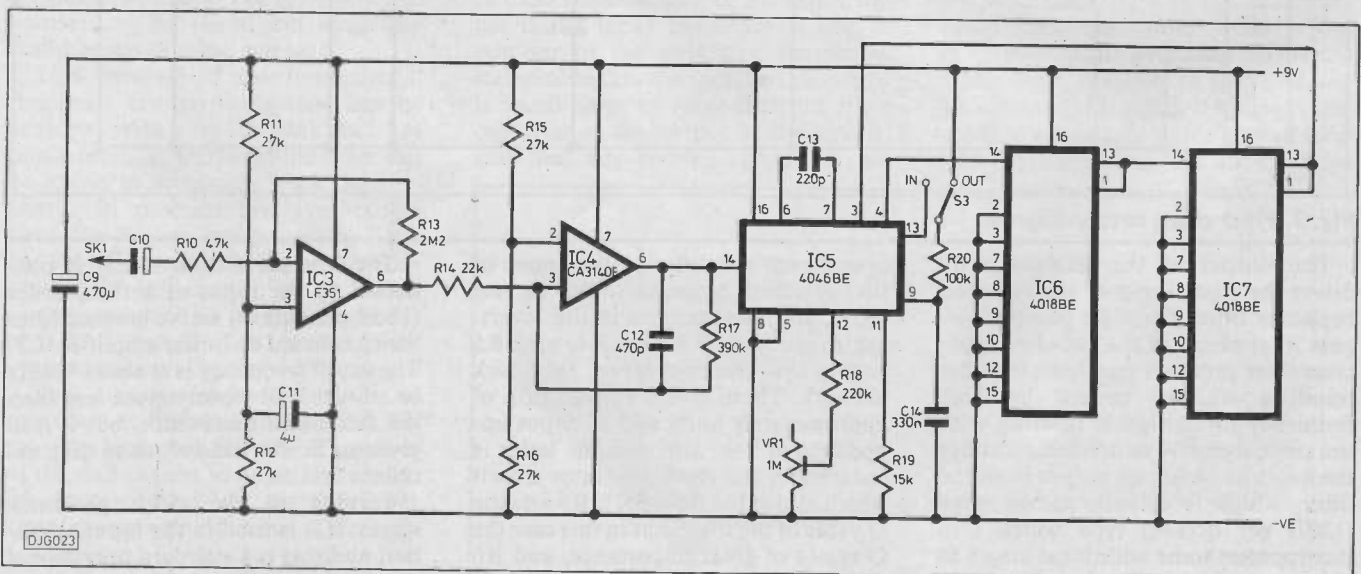 +9V
R11
27k
R15
27k
C13
220p
16
16
14
13
1
14
13
1
IN
OUT
S3
16
6
7
3
4
13
2
3
7
8
9
10
12
15
2
3
7
8
9
10
12
15
SK1
C10
R10 47k
R13
2M2
2
7
3
6
4
IC3
LF351
R14 22k
2
7
3
6
4
IC4
CA3140E
14
IC5
4046BE
R20
100k
9
IC6
4018BE
IC7
4018BE
C9
470µ
C12
470p
R17
390k
8
5
12
11
R18
220k
C11
4µ
R12
27k
R16
27k
VR1
1M
R19
15k
C14
330n
-VE
DJG023